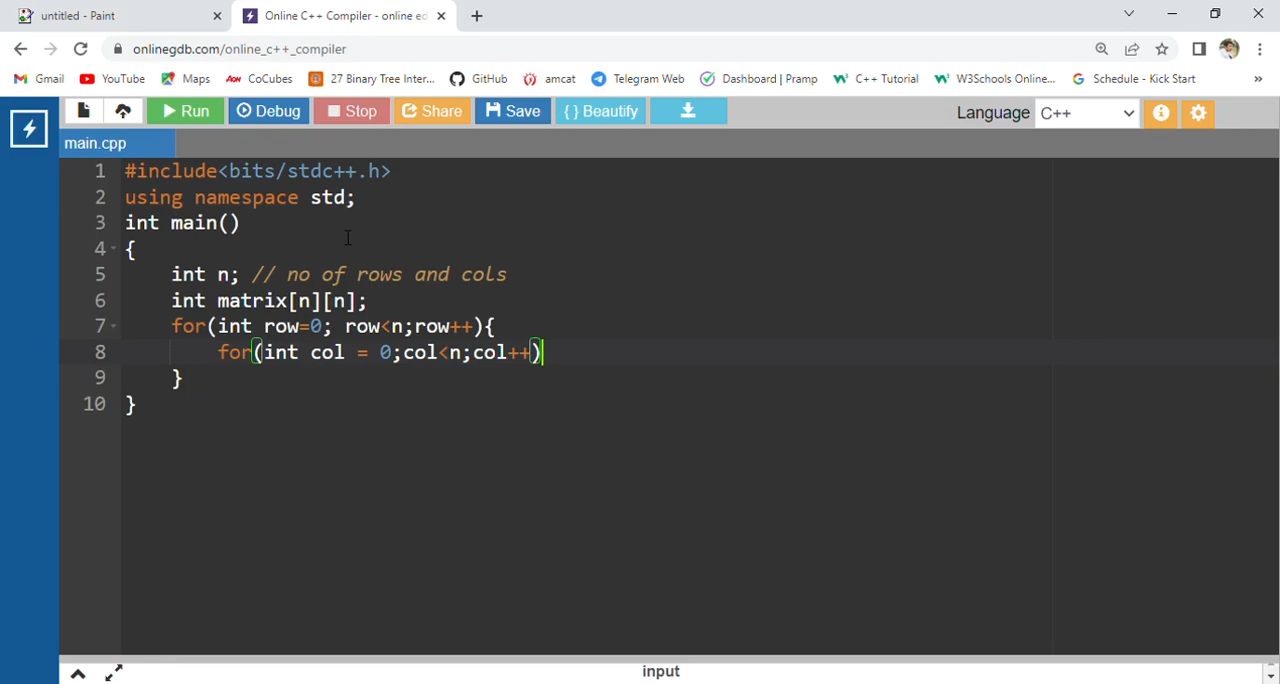 untitled - Paint
Online C++ Compiler - online ed
onlinegdb.com/online_c++_compiler
Gmail YouTube Maps AON CoCubes 27 Binary Tree Inter... GitHub amcat Telegram Web Dashboard | Pramp C++ Tutorial W3Schools Online... Schedule - Kick Start »
Run Debug Stop Share Save { } Beautify Language C++
main.cpp
1 #include<bits/stdc++.h>
2 using namespace std;
3 int main()
4 {
5 int n; // no of rows and cols
6 int matrix[n][n];
7 for(int row=0; row<n;row++){
8 for(int col = 0;col<n;col++)
9 }
10 }
input